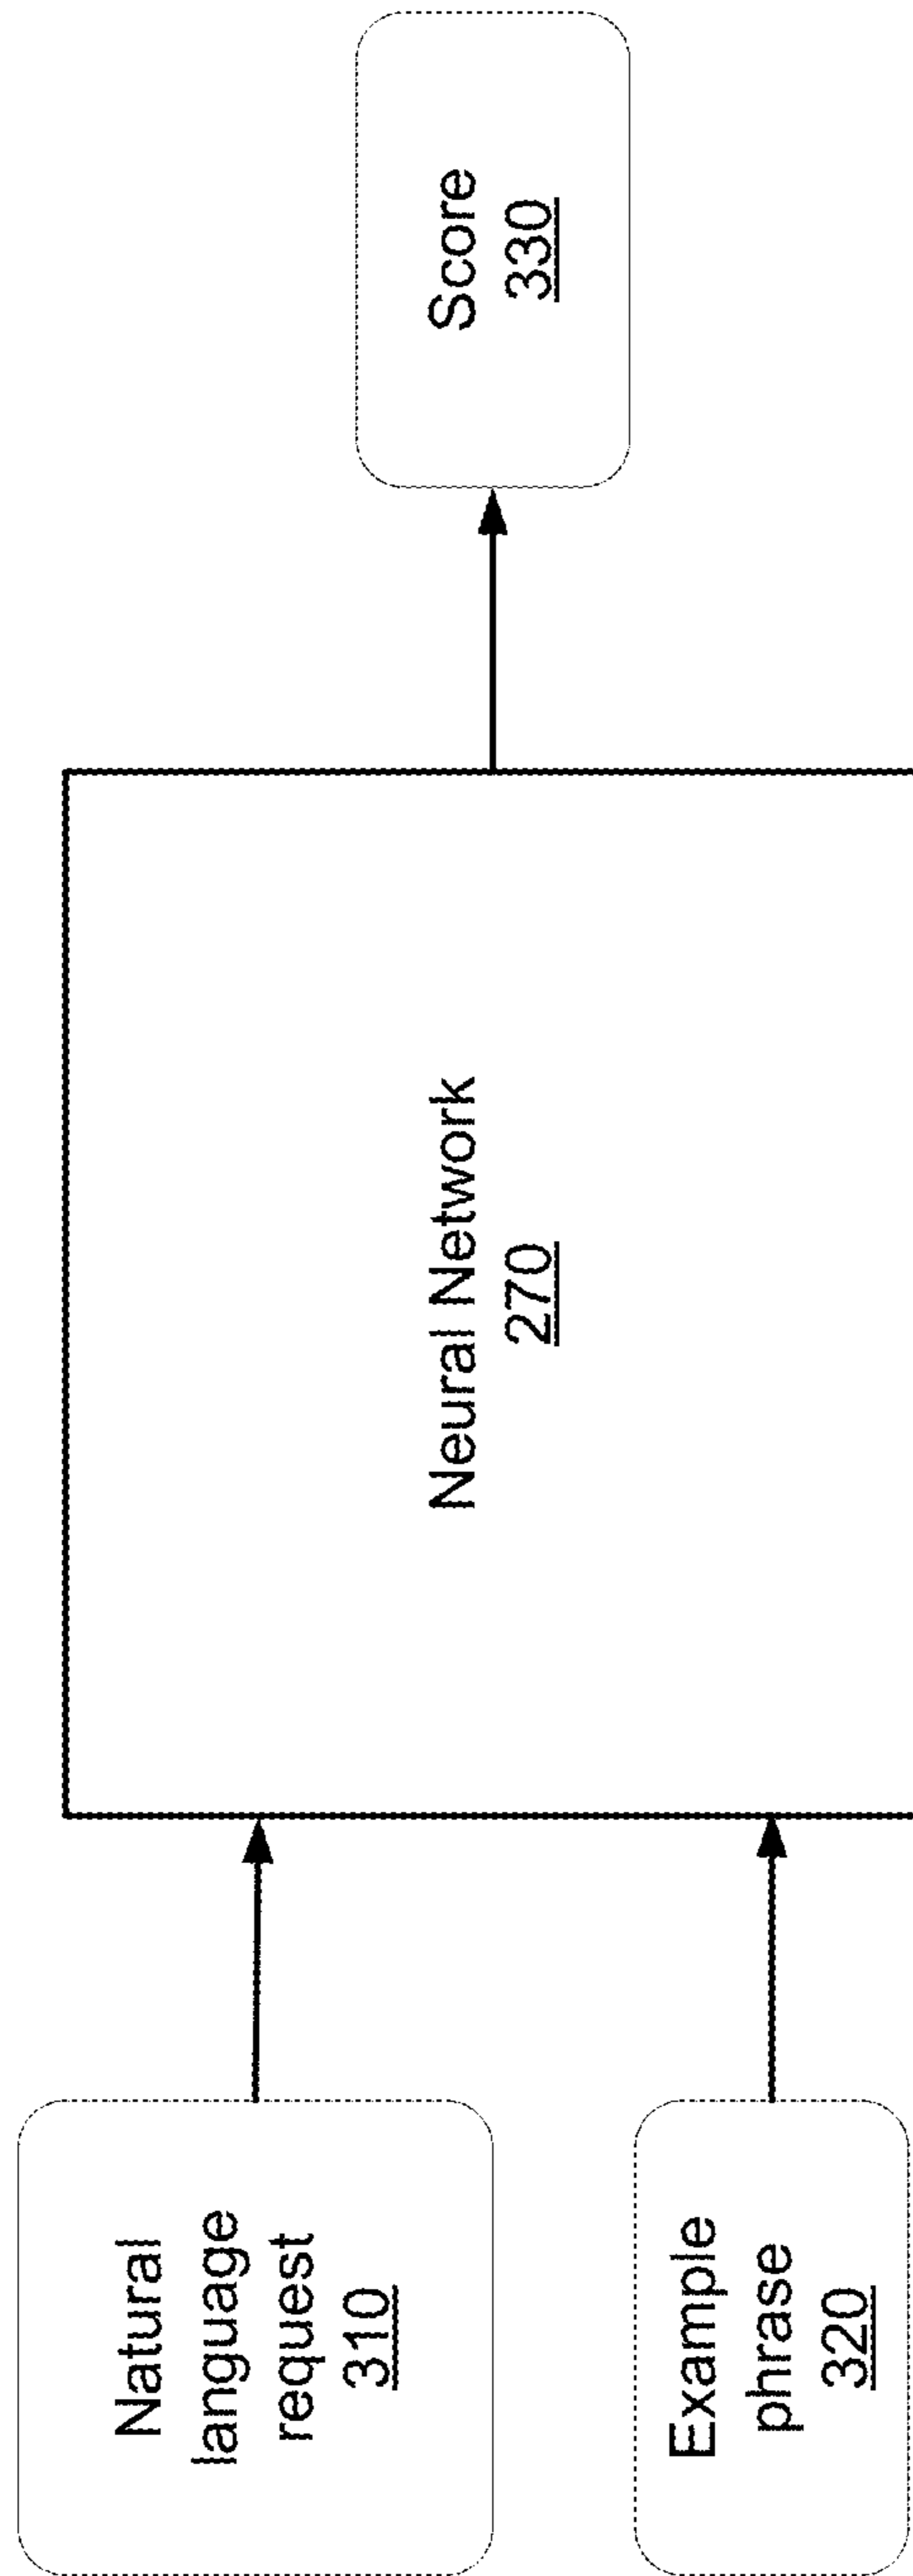 Natural
language
request
310
Example
phrase
320
Neural Network
270
Score
330